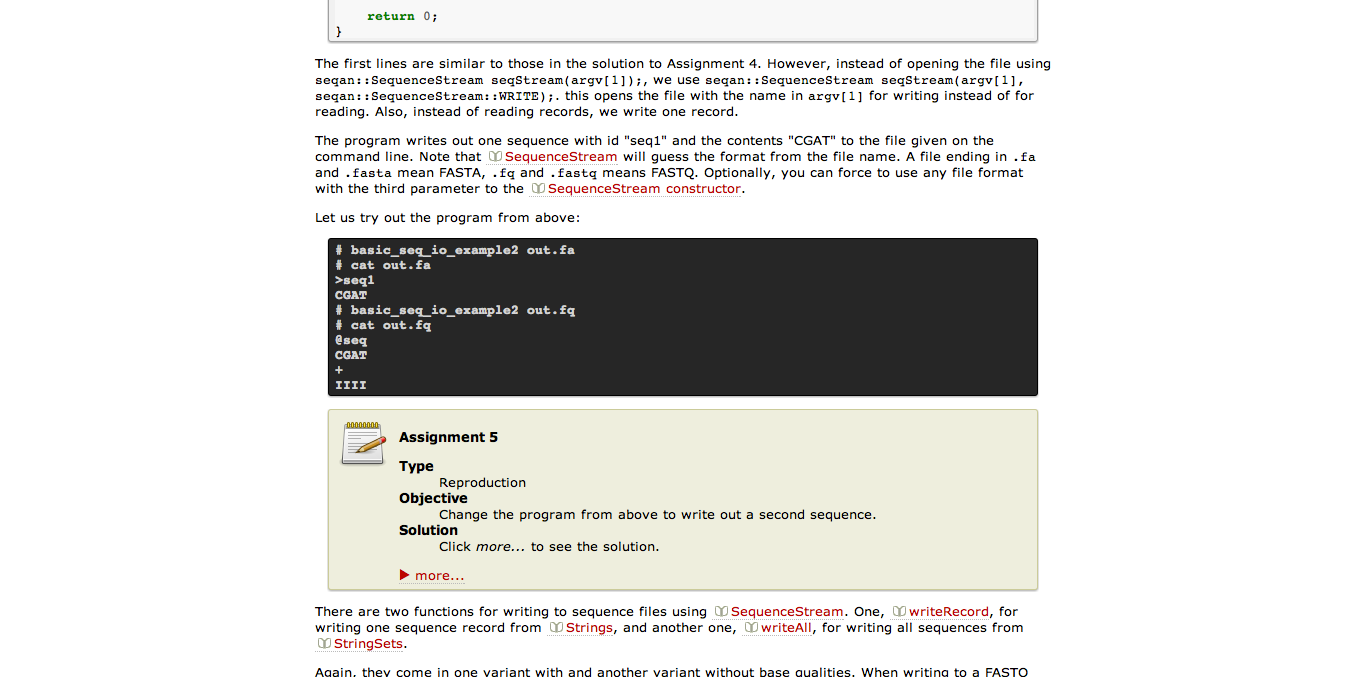 return 0;
}
The first lines are similar to those in the solution to Assignment 4. However, instead of opening the file using
seqan::SequenceStream seqStream(argv[1]);, we use seqan::SequenceStream seqStream(argv[1],
seqan::SequenceStream::WRITE);. this opens the file with the name in argv[1] for writing instead of for
reading. Also, instead of reading records, we write one record.
The program writes out one sequence with id "seq1" and the contents "CGAT" to the file given on the
command line. Note that SequenceStream will guess the format from the file name. A file ending in .fa
and .fasta mean FASTA, .fq and .fastq means FASTQ. Optionally, you can force to use any file format
with the third parameter to the SequenceStream constructor.
Let us try out the program from above:
# basic_seq_io_example2 out.fa
# cat out.fa
>seq1
CGAT
# basic_seq_io_example2 out.fq
# cat out.fq
@seq
CGAT
+
IIII
Assignment 5
Type
Reproduction
Objective
Change the program from above to write out a second sequence.
Solution
Click more... to see the solution.
more...
There are two functions for writing to sequence files using SequenceStream. One, writeRecord, for
writing one sequence record from Strings, and another one, writeAll, for writing all sequences from
StringSets.
Again, they come in one variant with and another variant without base qualities. When writing to a FASTQ